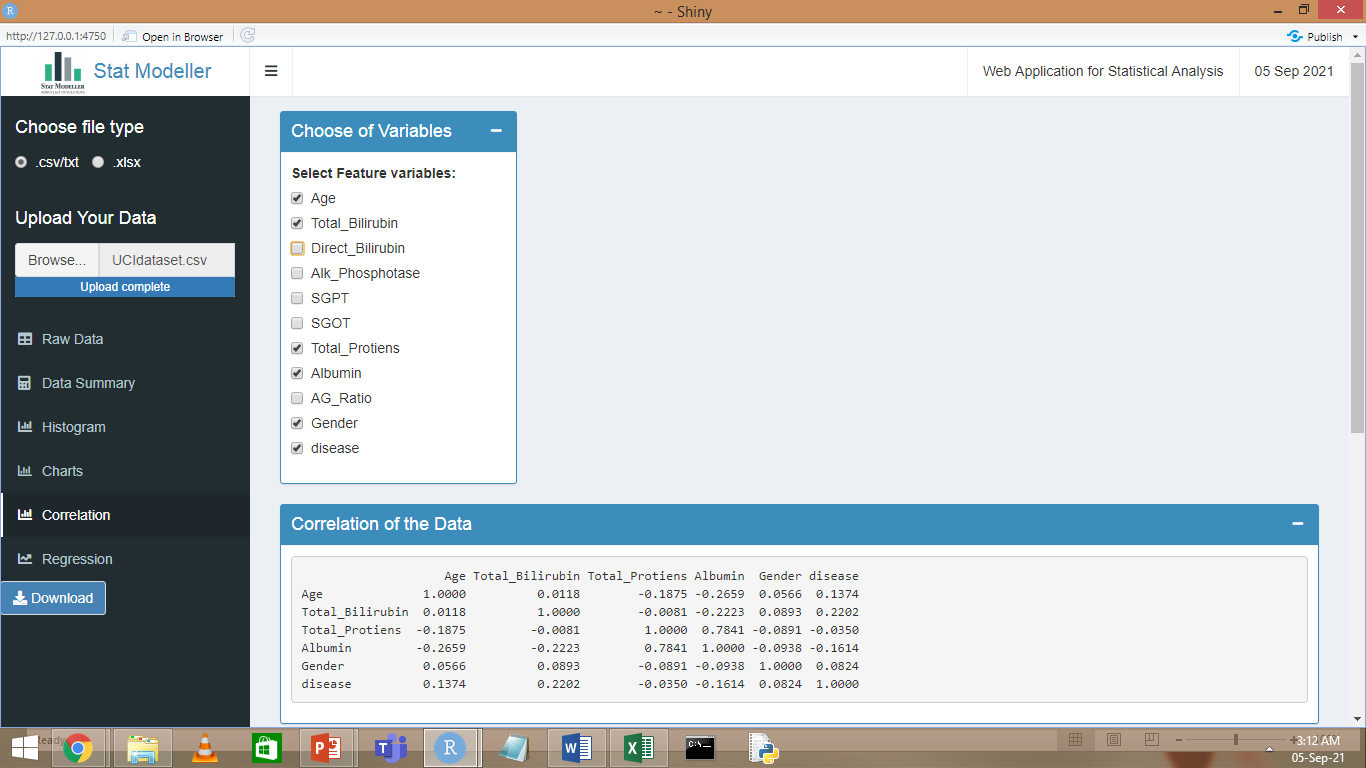 ~ - Shiny
http://127.0.0.1:4750 Open in Browser Publish
STAT MODELLER
Stat Modeller
Web Application for Statistical Analysis 05 Sep 2021
Choose file type
.csv/txt .xlsx
Upload Your Data
Browse... UCIdataset.csv
Upload complete
Raw Data
Data Summary
Histogram
Charts
Correlation
Regression
Download
Choose of Variables
Select Feature variables:
Age
Total_Bilirubin
Direct_Bilirubin
Alk_Phosphotase
SGPT
SGOT
Total_Protiens
Albumin
AG_Ratio
Gender
disease
Correlation of the Data
Age Total_Bilirubin Total_Protiens Albumin Gender disease
Age 1.0000 0.0118 -0.1875 -0.2659 0.0566 0.1374
Total_Bilirubin 0.0118 1.0000 -0.0081 -0.2223 0.0893 0.2202
Total_Protiens -0.1875 -0.0081 1.0000 0.7841 -0.0891 -0.0350
Albumin -0.2659 -0.2223 0.7841 1.0000 -0.0938 -0.1614
Gender 0.0566 0.0893 -0.0891 -0.0938 1.0000 0.0824
disease 0.1374 0.2202 -0.0350 -0.1614 0.0824 1.0000
Ready
3:12 AM
05-Sep-21